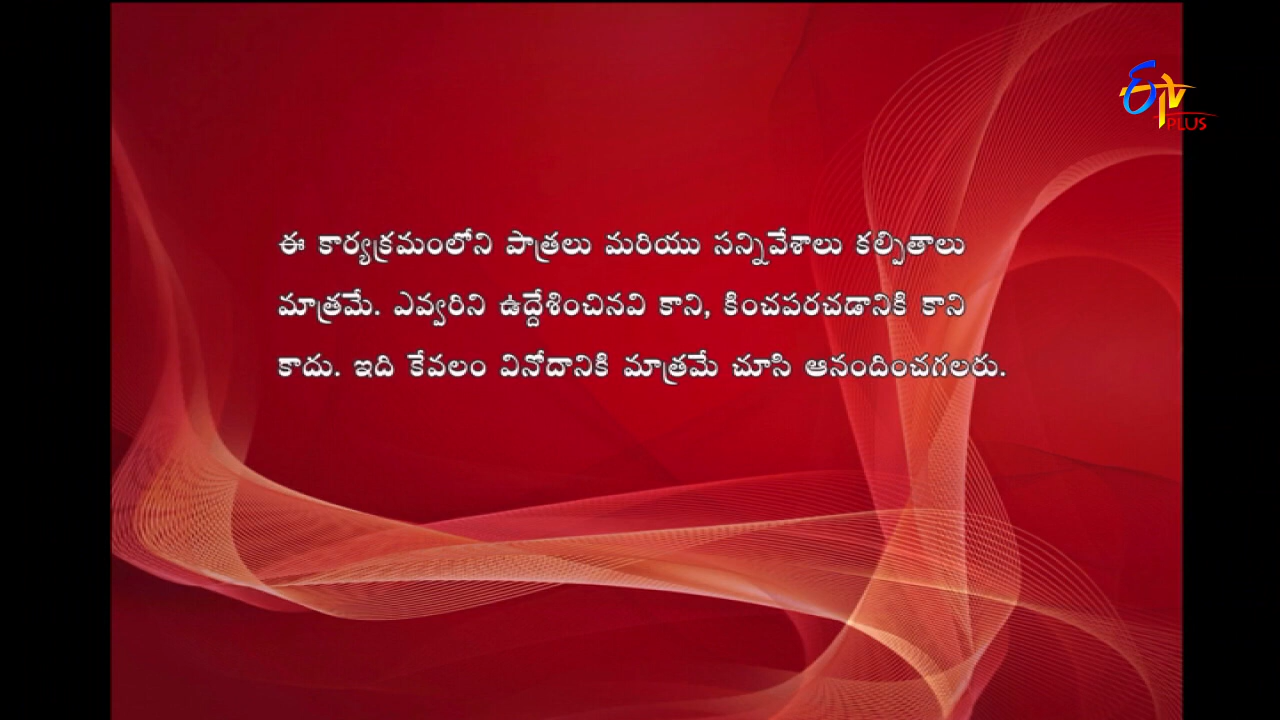 ETV
PLUS
ఈ కార్యక్రమంలోని పాత్రలు మరియు సన్నివేశాలు కల్పితాలు
మాత్రమే. ఎవ్వరిని ఉద్దేశించినవి కాని, కించపరచడానికి కాని
కాదు. ఇది కేవలం వినోదానికి మాత్రమే చూసి ఆనందించగలరు.